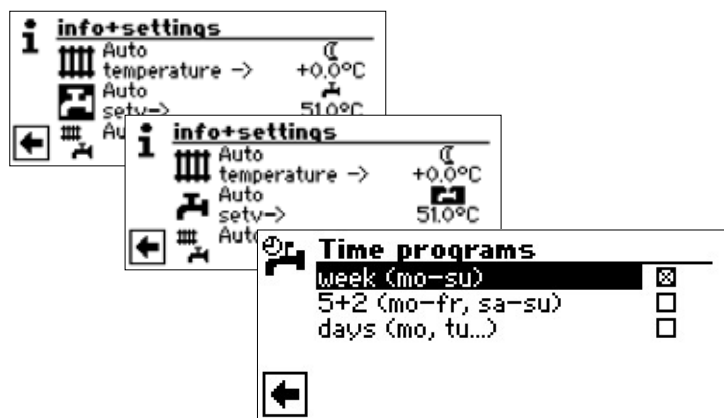 info+settings
Auto
temperature -> +0.0°C
Auto
setv-> 51.0°C
Au
info+settings
Auto
temperature -> +0.0°C
Auto
setv-> 51.0°C
Auto
Time programs
week (mo-su)
5+2 (mo-fr, sa-su)
days (mo, tu...)